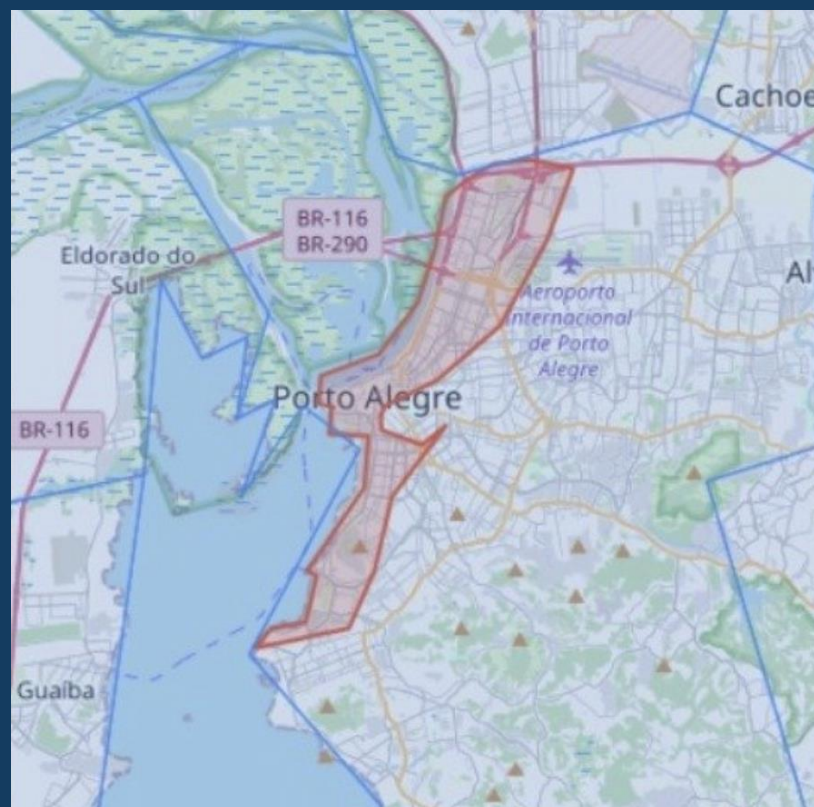 Cachoe
BR-116
BR-290
Eldorado do
Sul
Al
Aeroporto
Internacional
de Porto
Alegre
Porto Alegre
BR-116
Guaíba